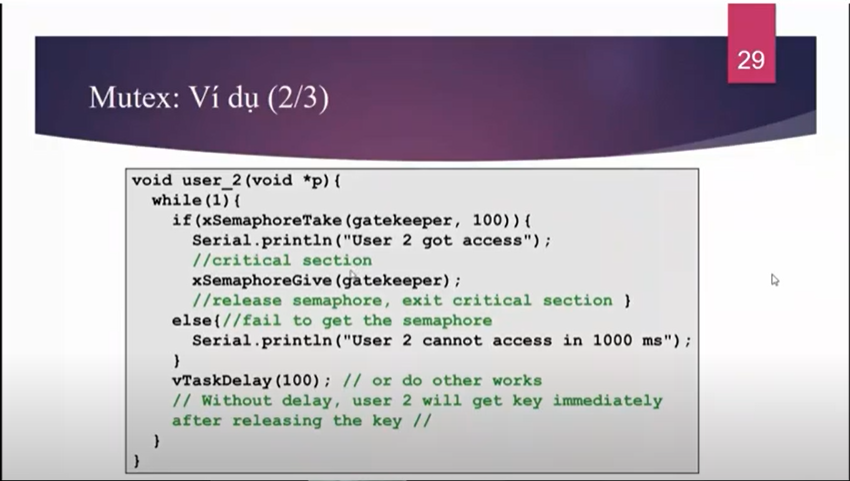 29
Mutex: Ví dụ (2/3)
void user_2(void *p){
while(1){
if(xSemaphoreTake(gatekeeper, 100)){
Serial.println("User 2 got access");
//critical section
xSemaphoreGive(gatekeeper);
//release semaphore, exit critical section }
else{//fail to get the semaphore
Serial.println("User 2 cannot access in 1000 ms");
}
vTaskDelay(100); // or do other works
// Without delay, user 2 will get key immediately
after releasing the key //
}
}